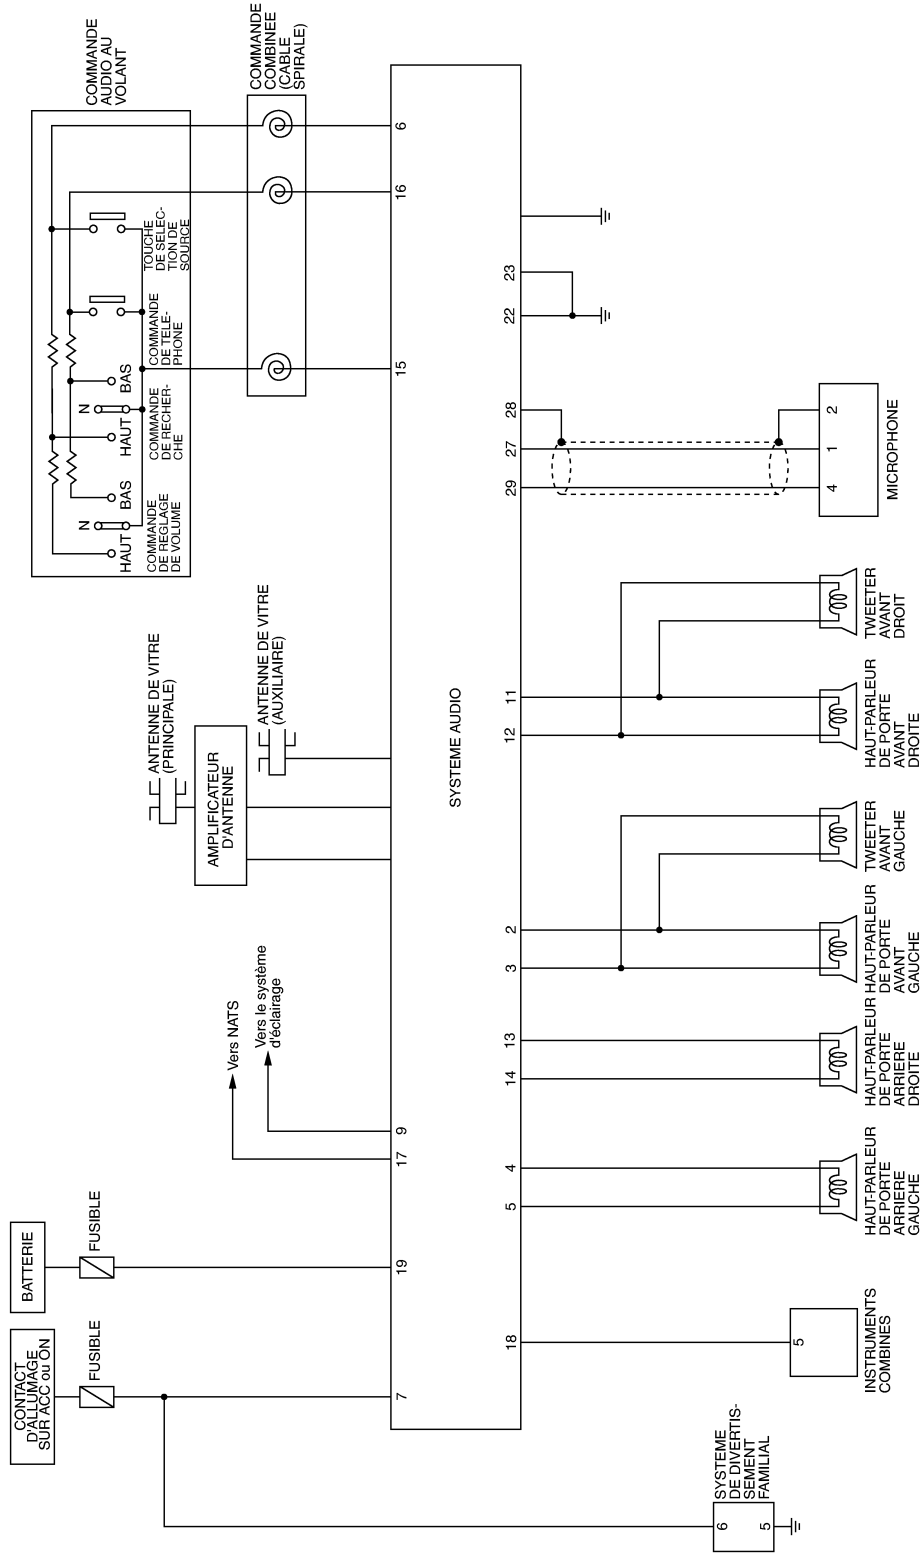 CONTACT
D'ALLUMAGE
SUR ACC ou ON
FUSIBLE
BATTERIE
FUSIBLE
Vers NATS
Vers le système
d'éclairage
ANTENNE DE VITRE
(PRINCIPALE)
AMPLIFICATEUR
D'ANTENNE
ANTENNE DE VITRE
(AUXILIAIRE)
COMMANDE
AUDIO AU
VOLANT
HAUT
N
BAS
COMMANDE
DE REGLAGE
DE VOLUME
HAUT
N
BAS
COMMANDE
DE RECHER-
CHE
COMMANDE
DE TELE-
PHONE
TOUCHE
DE SELEC-
TION DE
SOURCE
COMMANDE
COMBINEE
(CABLE
SPIRALE)
7
19
17
9
15
16
6
SYSTEME AUDIO
18
5
4
14
13
3
2
12
11
29
27
28
22
23
6
5
SYSTEME
DE DIVERTIS-
SEMENT
FAMILIAL
5
INSTRUMENTS
COMBINES
HAUT-PARLEUR
DE PORTE
ARRIERE
GAUCHE
HAUT-PARLEUR
DE PORTE
ARRIERE
DROITE
HAUT-PARLEUR
DE PORTE
AVANT
GAUCHE
TWEETER
AVANT
GAUCHE
HAUT-PARLEUR
DE PORTE
AVANT
DROITE
TWEETER
AVANT
DROIT
4
1
2
MICROPHONE